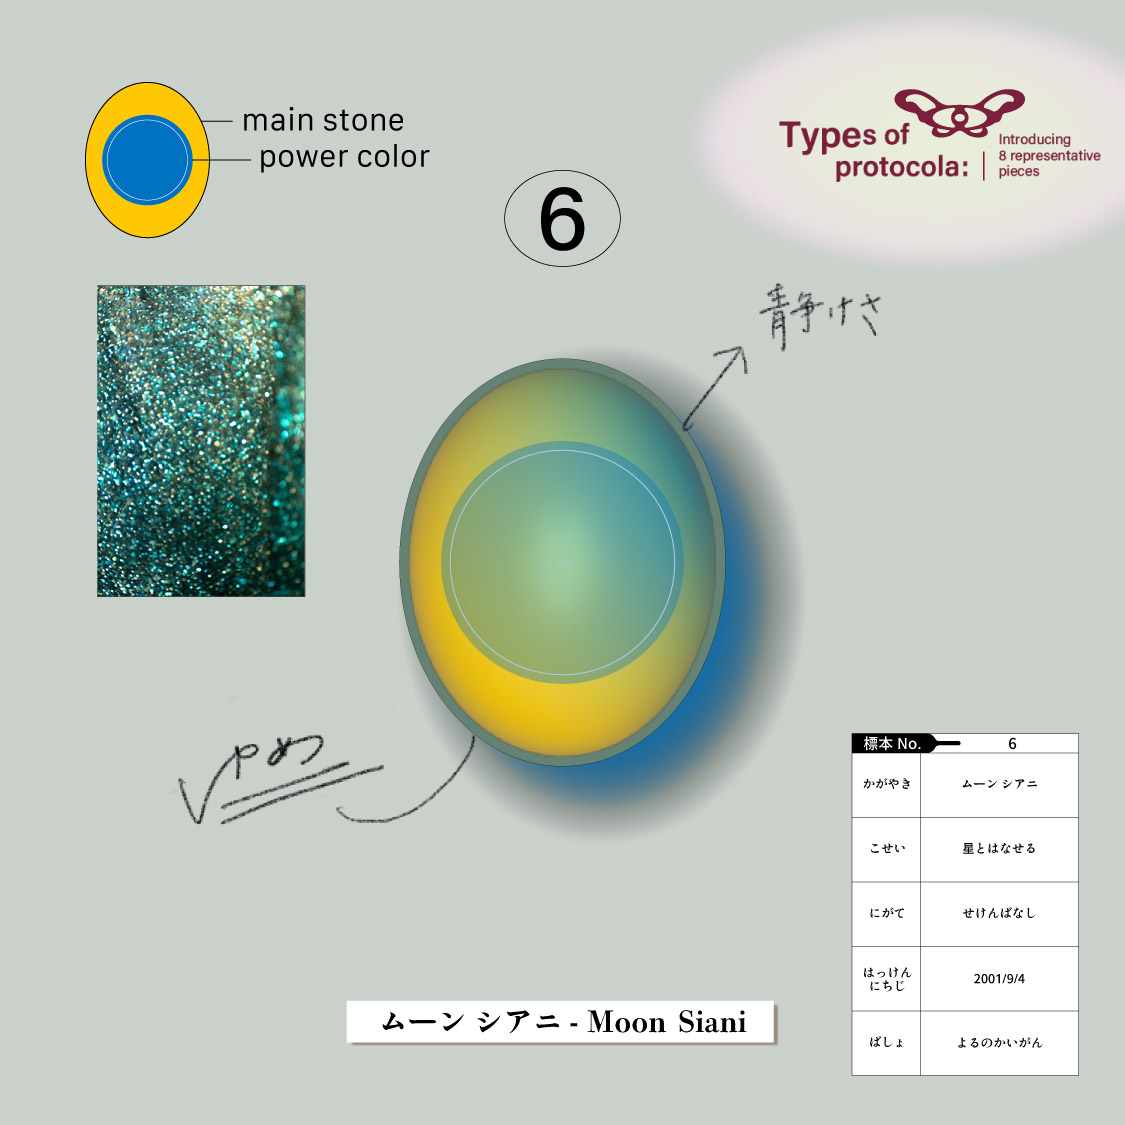 main stone
power color
Types of
protocola:
Introducing
8 representative
pieces
6
青争けさ
やめ
標本 No. 6
かがやき ムーン シアニ
こせい 星とはなせる
にがて せけんばなし
はっけん
にちじ 2001/9/4
ばしょ よるのかいがん
ムーン シアニ - Moon Siani